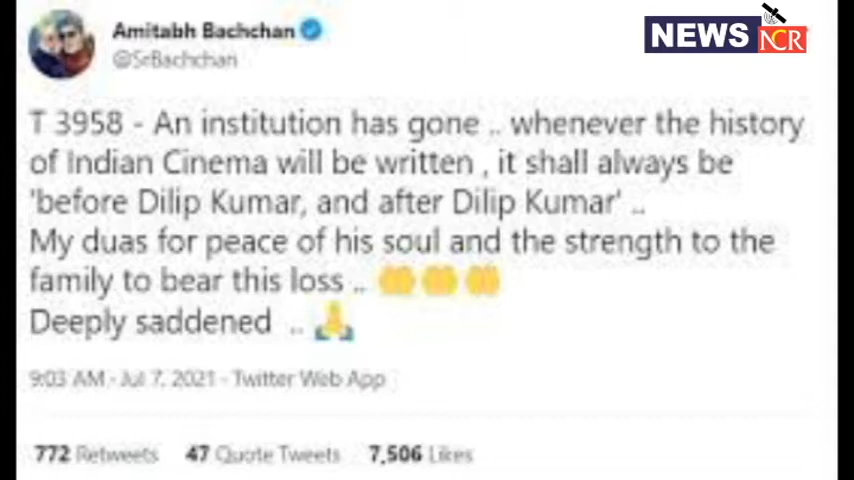 Amitabh Bachchan
@SrBachchan
NEWS NCR
T 3958 - An institution has gone .. whenever the history
of Indian Cinema will be written , it shall always be
'before Dilip Kumar, and after Dilip Kumar' ..
My duas for peace of his soul and the strength to the
family to bear this loss .. 🤲🤲🤲
Deeply saddened .. 🙏
9:03 AM · Jul 7, 2021 · Twitter Web App
772 Retweets 47 Quote Tweets 7,506 Likes